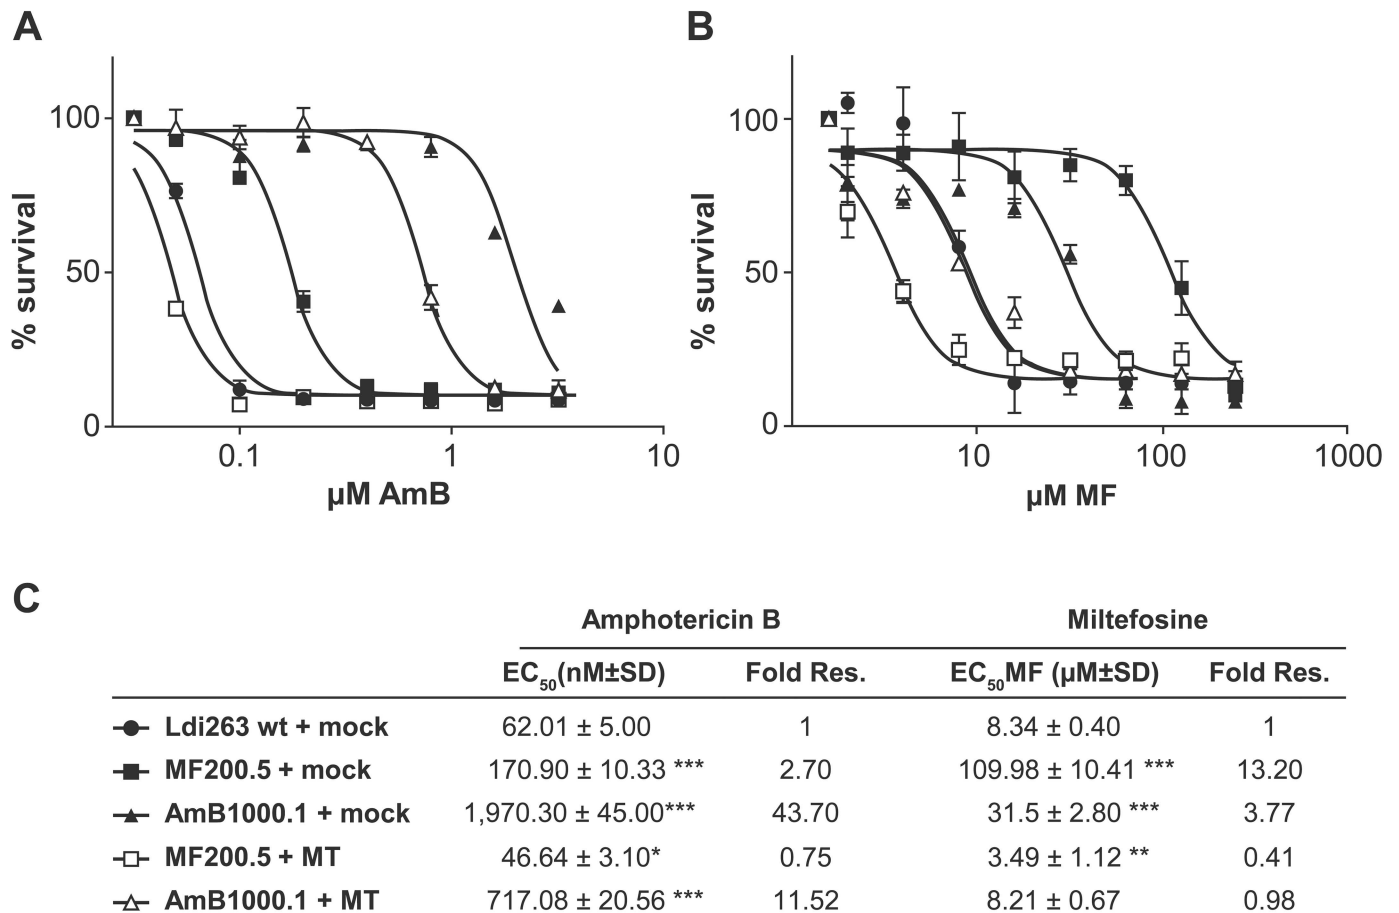 A
B
100
50
0
% survival
0.1
1
10
µM AmB
100
50
0
% survival
10
100
1000
µM MF
C
Amphotericin B
Miltefosine
EC50(nM±SD)
Fold Res.
EC50MF (µM±SD)
Fold Res.
Ldi263 wt + mock 62.01 ± 5.00 1 8.34 ± 0.40 1
MF200.5 + mock 170.90 ± 10.33 *** 2.70 109.98 ± 10.41 *** 13.20
AmB1000.1 + mock 1,970.30 ± 45.00*** 43.70 31.5 ± 2.80 *** 3.77
MF200.5 + MT 46.64 ± 3.10* 0.75 3.49 ± 1.12 ** 0.41
AmB1000.1 + MT 717.08 ± 20.56 *** 11.52 8.21 ± 0.67 0.98